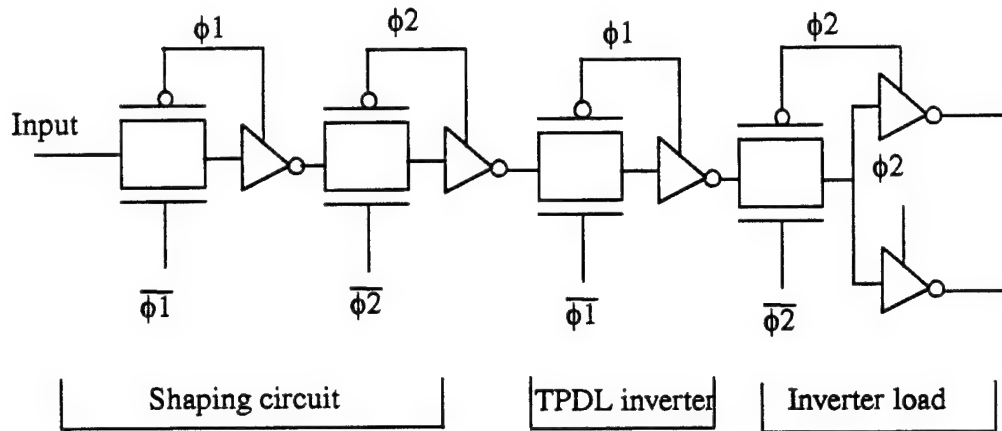 ϕ1
ϕ2
ϕ1
ϕ2
Input
ϕ2
ϕ1̅
ϕ2̅
ϕ1̅
ϕ2̅
Shaping circuit
TPDL inverter
Inverter load